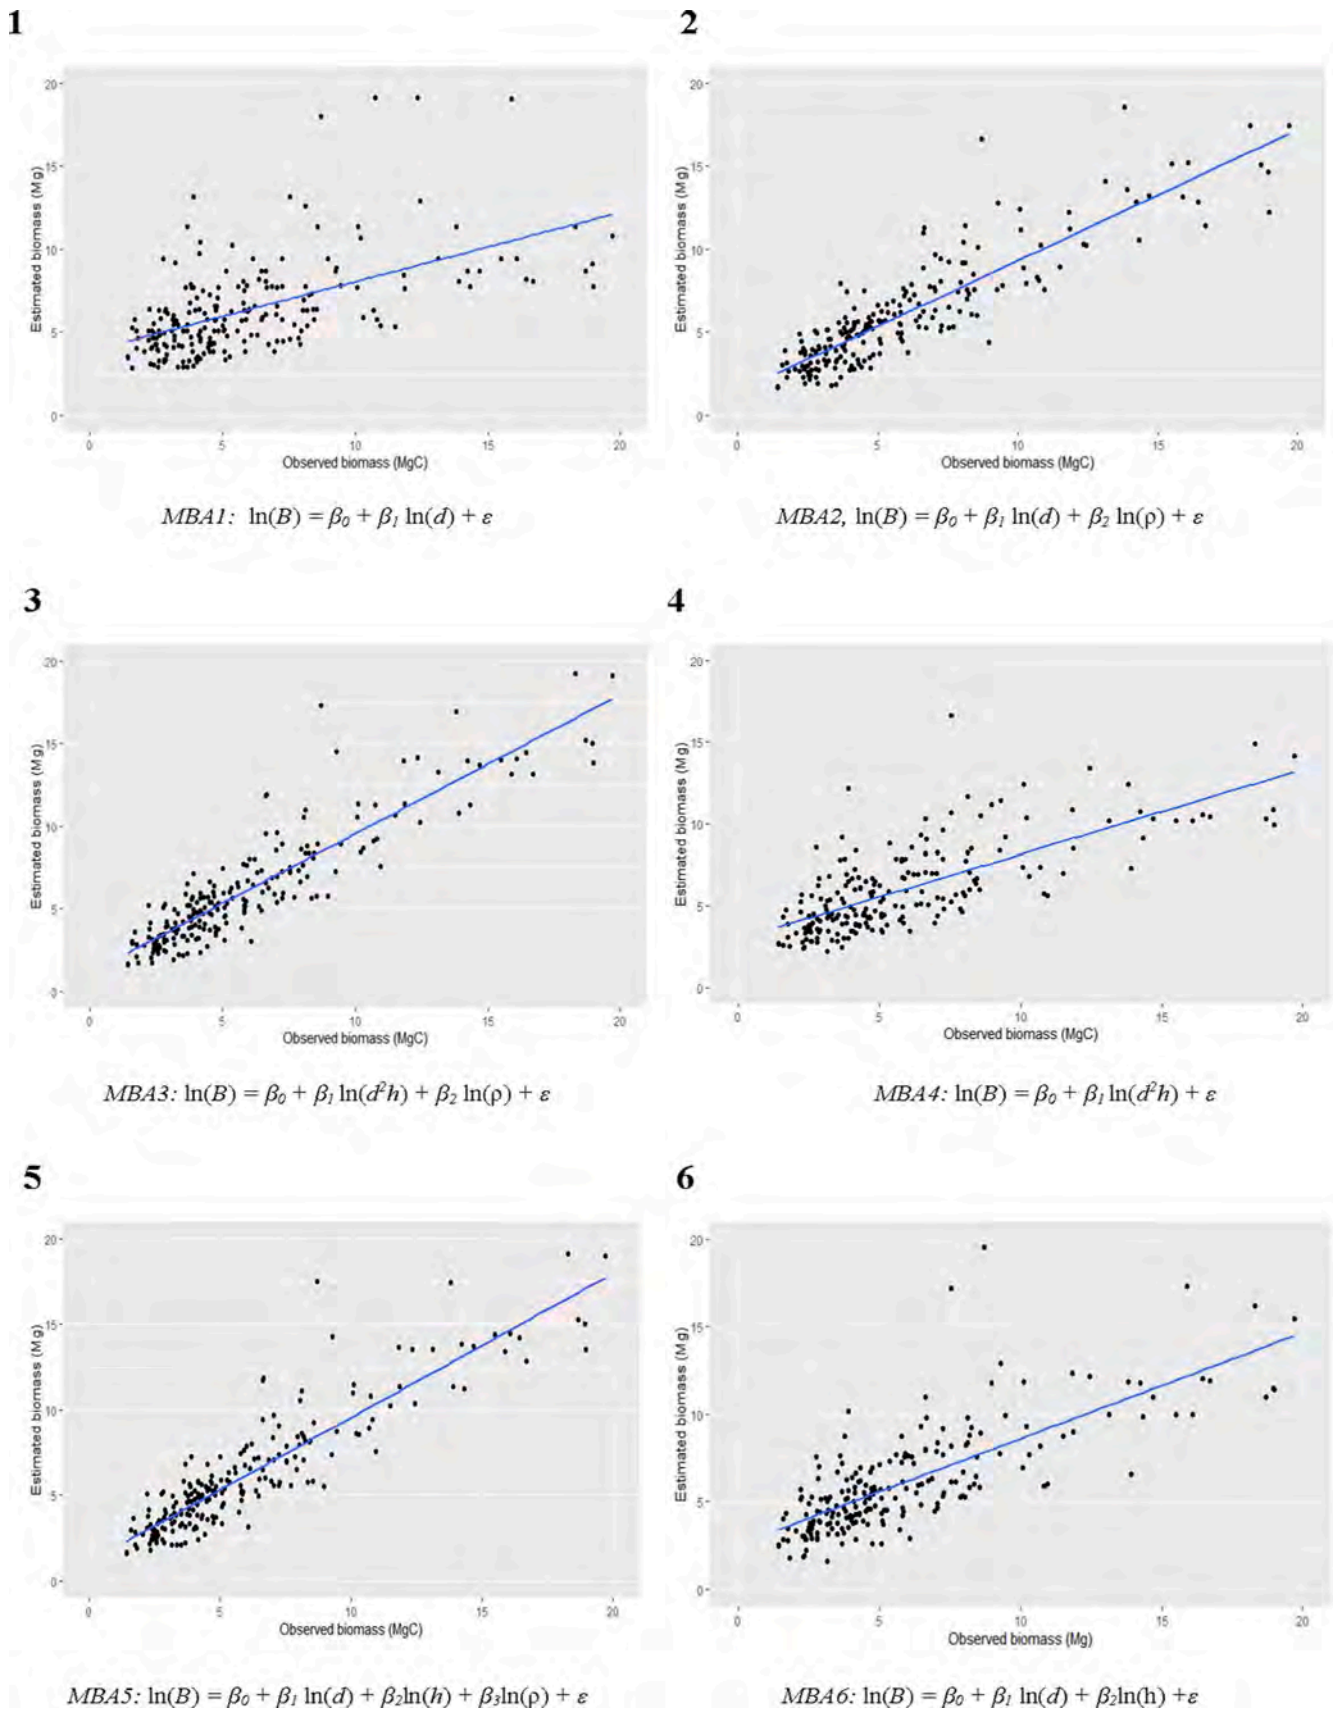 1
2
20
15
10
5
0
Estimated biomass (Mg)
0 5 10 15 20
Observed biomass (MgC)
20
15
10
5
0
Estimated biomass (Mg)
0 5 10 15 20
Observed biomass (MgC)
MBA1: ln(B) = β₀ + β₁ ln(d) + ε
MBA2, ln(B) = β₀ + β₁ ln(d) + β₂ ln(ρ) + ε
3
4
20
15
10
5
0
Estimated biomass (Mg)
0 5 10 15 20
Observed biomass (MgC)
20
15
10
5
0
Estimated biomass (Mg)
0 5 10 15 20
Observed biomass (MgC)
MBA3: ln(B) = β₀ + β₁ ln(d²h) + β₂ ln(ρ) + ε
MBA4: ln(B) = β₀ + β₁ ln(d²h) + ε
5
6
20
15
10
5
0
Estimated biomass (Mg)
0 5 10 15 20
Observed biomass (MgC)
20
15
10
5
0
Estimated biomass (Mg)
0 5 10 15 20
Observed biomass (Mg)
MBA5: ln(B) = β₀ + β₁ ln(d) + β₂ln(h) + β₃ln(ρ) + ε
MBA6: ln(B) = β₀ + β₁ ln(d) + β₂ln(h) +ε